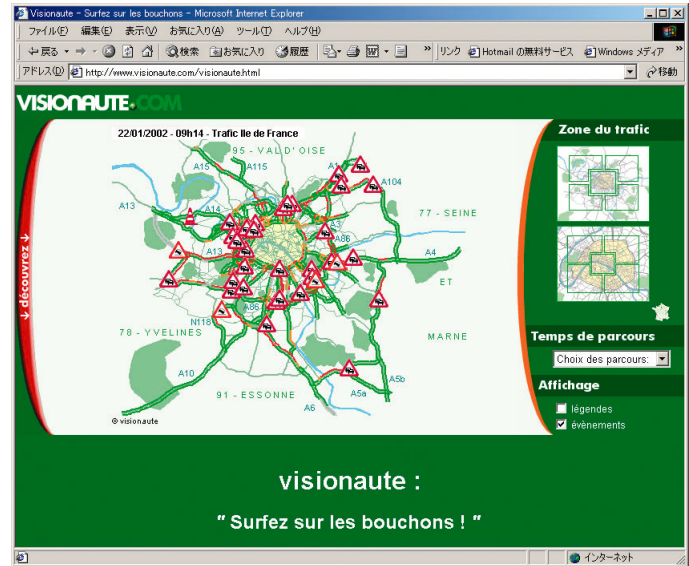 Visionaute - Surfez sur les bouchons - Microsoft Internet Explorer
ファイル(F) 編集(E) 表示(V) お気に入り(A) ツール(T) ヘルプ(H)
戻る 検索 お気に入り 履歴 » リンク Hotmail の無料サービス Windows メディア »
アドレス(D) http://www.visionaute.com/visionaute.html 移動
VISIONAUTE.COM
22/01/2002 - 09h14 - Trafic Ile de France
Zone du trafic
95 - VAL D' OISE
A15 A115 A1
A104
A13 A14
77 - SEINE
A3
A86
A13 A4
découvrez
ET
A86
N118
78 - YVELINES MARNE
Temps de parcours
Choix des parcours:
A10 A5b
Affichage
91 - ESSONNE A5a
A6
légendes
© visionaute
évènements
visionaute :
" Surfez sur les bouchons ! "
インターネット